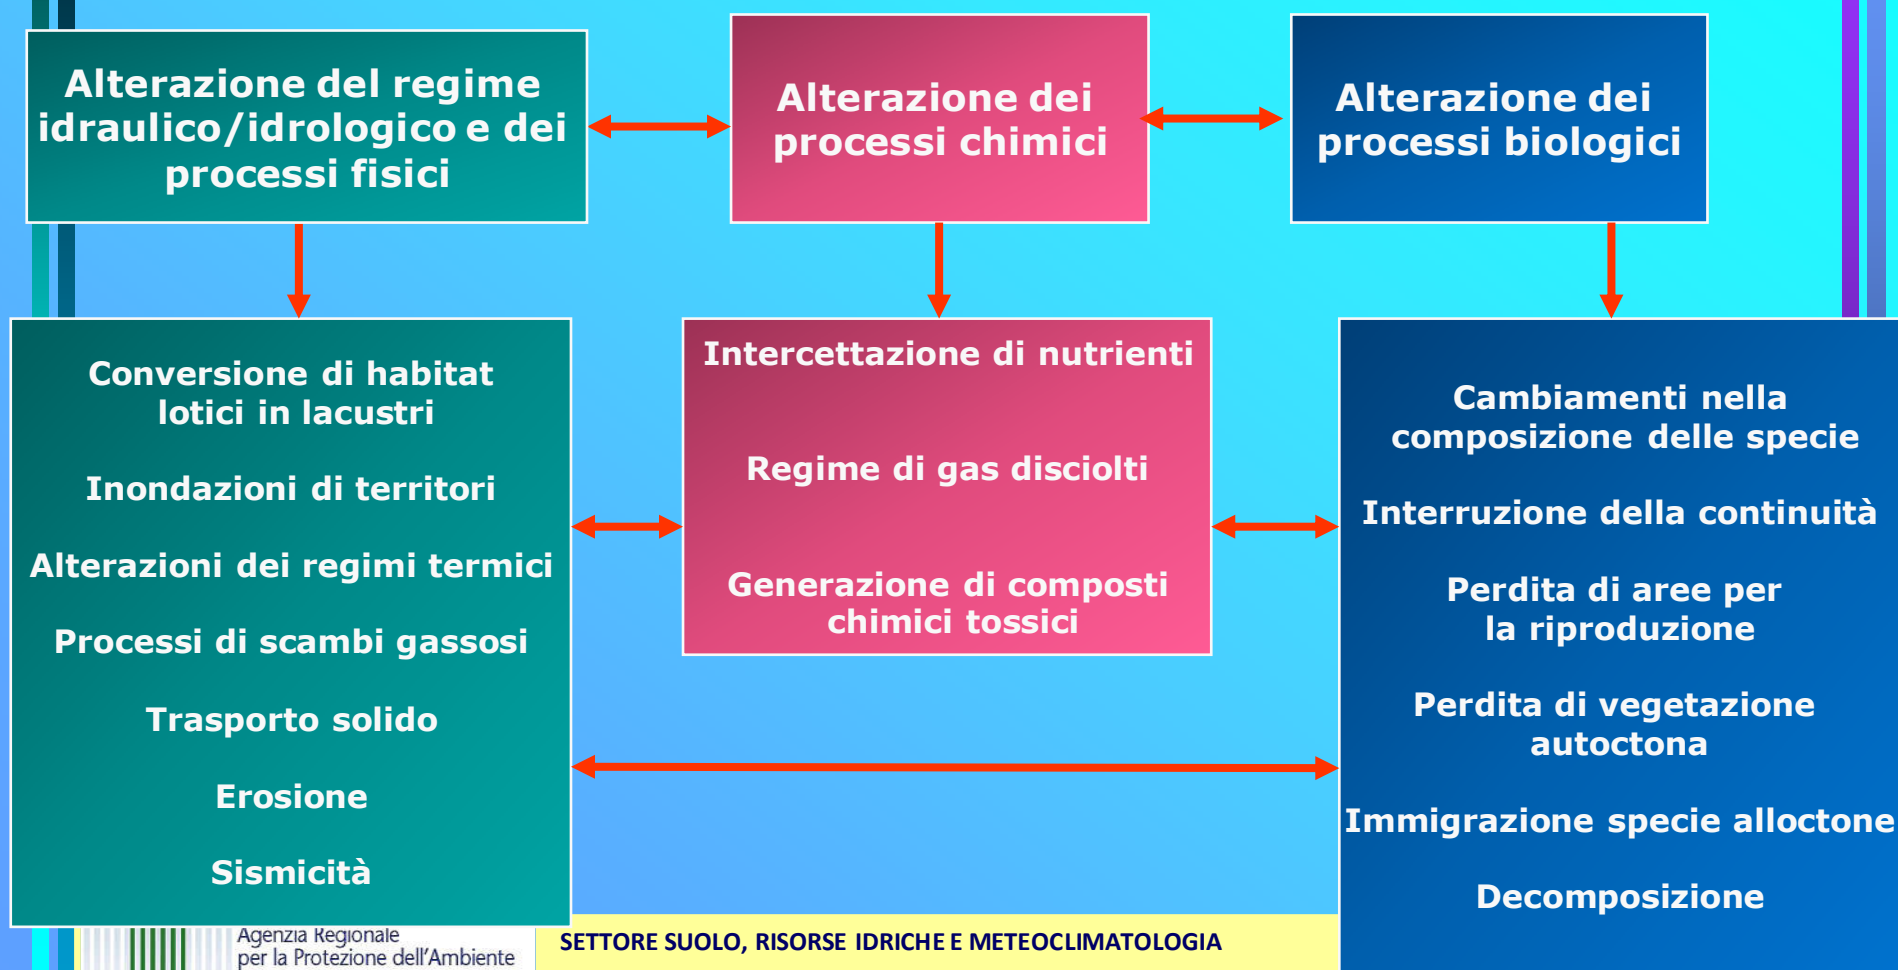 Alterazione del regime
idraulico/idrologico e dei
processi fisici
Alterazione dei
processi chimici
Alterazione dei
processi biologici
Conversione di habitat
lotici in lacustri
Inondazioni di territori
Alterazioni dei regimi termici
Processi di scambi gassosi
Trasporto solido
Erosione
Sismicità
Intercettazione di nutrienti
Regime di gas disciolti
Generazione di composti
chimici tossici
Cambiamenti nella
composizione delle specie
Interruzione della continuità
Perdita di aree per
la riproduzione
Perdita di vegetazione
autoctona
Immigrazione specie alloctone
Decomposizione
Agenzia Regionale
per la Protezione dell'Ambiente
SETTORE SUOLO, RISORSE IDRICHE E METEOCLIMATOLOGIA